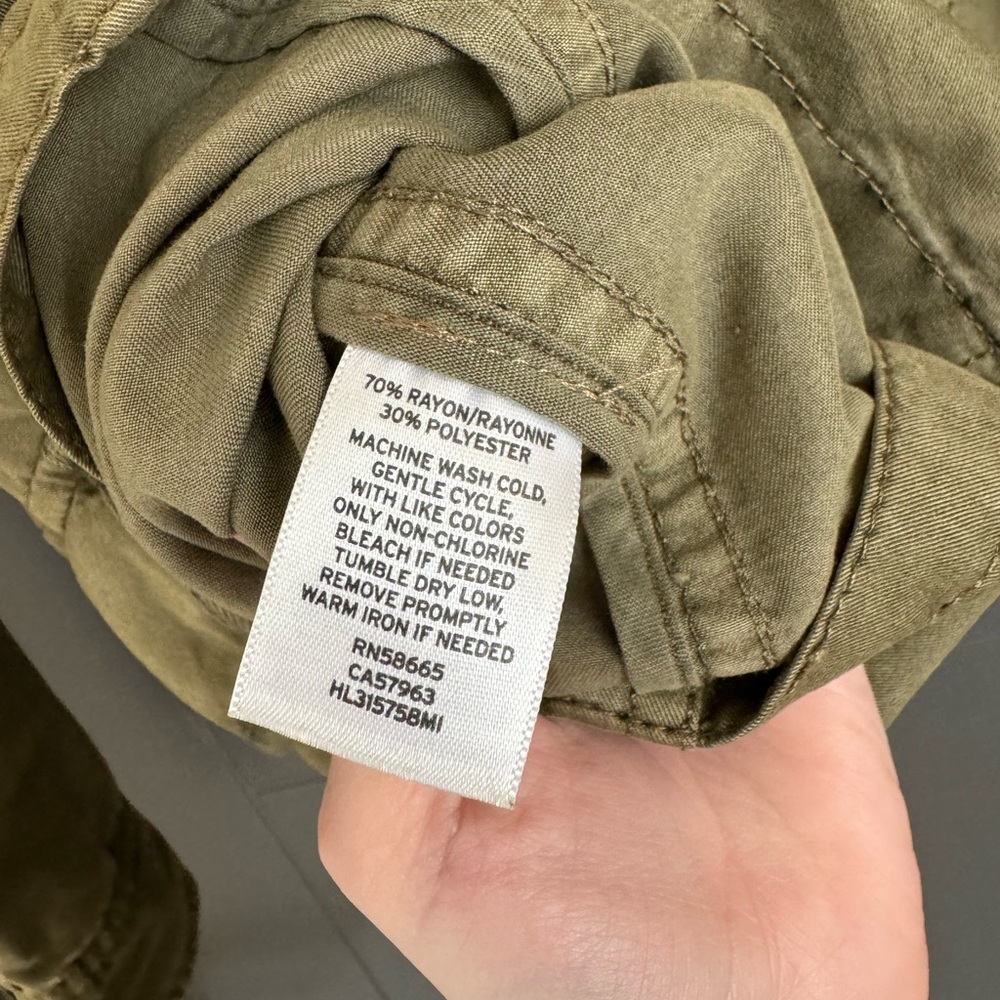 70% RAYON/RAYONNE
30% POLYESTER
MACHINE WASH COLD,
GENTLE CYCLE,
WITH LIKE COLORS
ONLY NON-CHLORINE
BLEACH IF NEEDED
TUMBLE DRY LOW,
REMOVE PROMPTLY
WARM IRON IF NEEDED
RN58665
CA57963
HL31575BMI